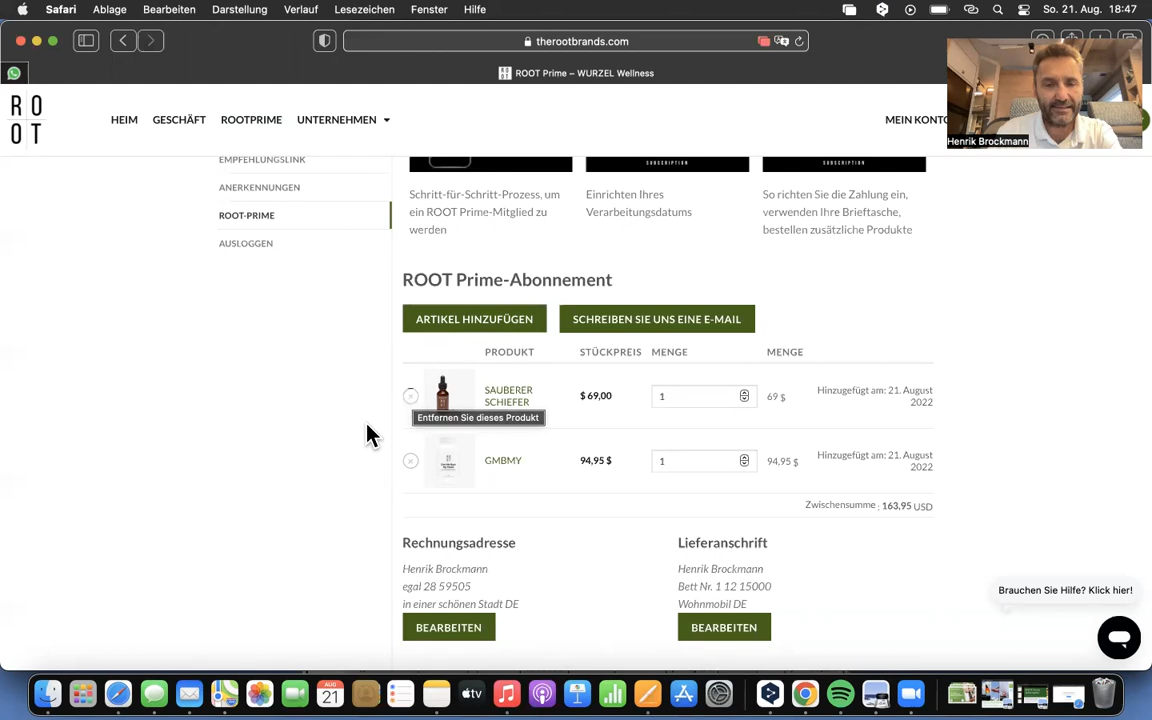 Safari Ablage Bearbeiten Darstellung Verlauf Lesezeichen Fenster Hilfe So. 21. Aug. 18:47
therootbrands.com
ROOT Prime – WURZEL Wellness
RO
OT
HEIM GESCHÄFT ROOTPRIME UNTERNEHMEN MEIN KONTO
Henrik Brockmann
EMPFEHLUNGSLINK
ANERKENNUNGEN
ROOT-PRIME
AUSLOGGEN
SUBSCRIPTION SUBSCRIPTION
Schritt-für-Schritt-Prozess, um
ein ROOT Prime-Mitglied zu
werden
Einrichten Ihres
Verarbeitungsdatums
So richten Sie die Zahlung ein,
verwenden Ihre Brieftasche,
bestellen zusätzliche Produkte
ROOT Prime-Abonnement
ARTIKEL HINZUFÜGEN SCHREIBEN SIE UNS EINE E-MAIL
PRODUKT STÜCKPREIS MENGE MENGE
SAUBERER
SCHIEFER
$ 69,00 1 69 $
Hinzugefügt am: 21. August
2022
Entfernen Sie dieses Produkt
GMBMY 94,95 $ 1 94,95 $
Hinzugefügt am: 21. August
2022
Zwischensumme : 163,95 USD
Rechnungsadresse
Henrik Brockmann
egal 28 59505
in einer schönen Stadt DE
BEARBEITEN
Lieferanschrift
Henrik Brockmann
Bett Nr. 1 12 15000
Wohnmobil DE
BEARBEITEN
Brauchen Sie Hilfe? Klick hier!
AUG
21
tv